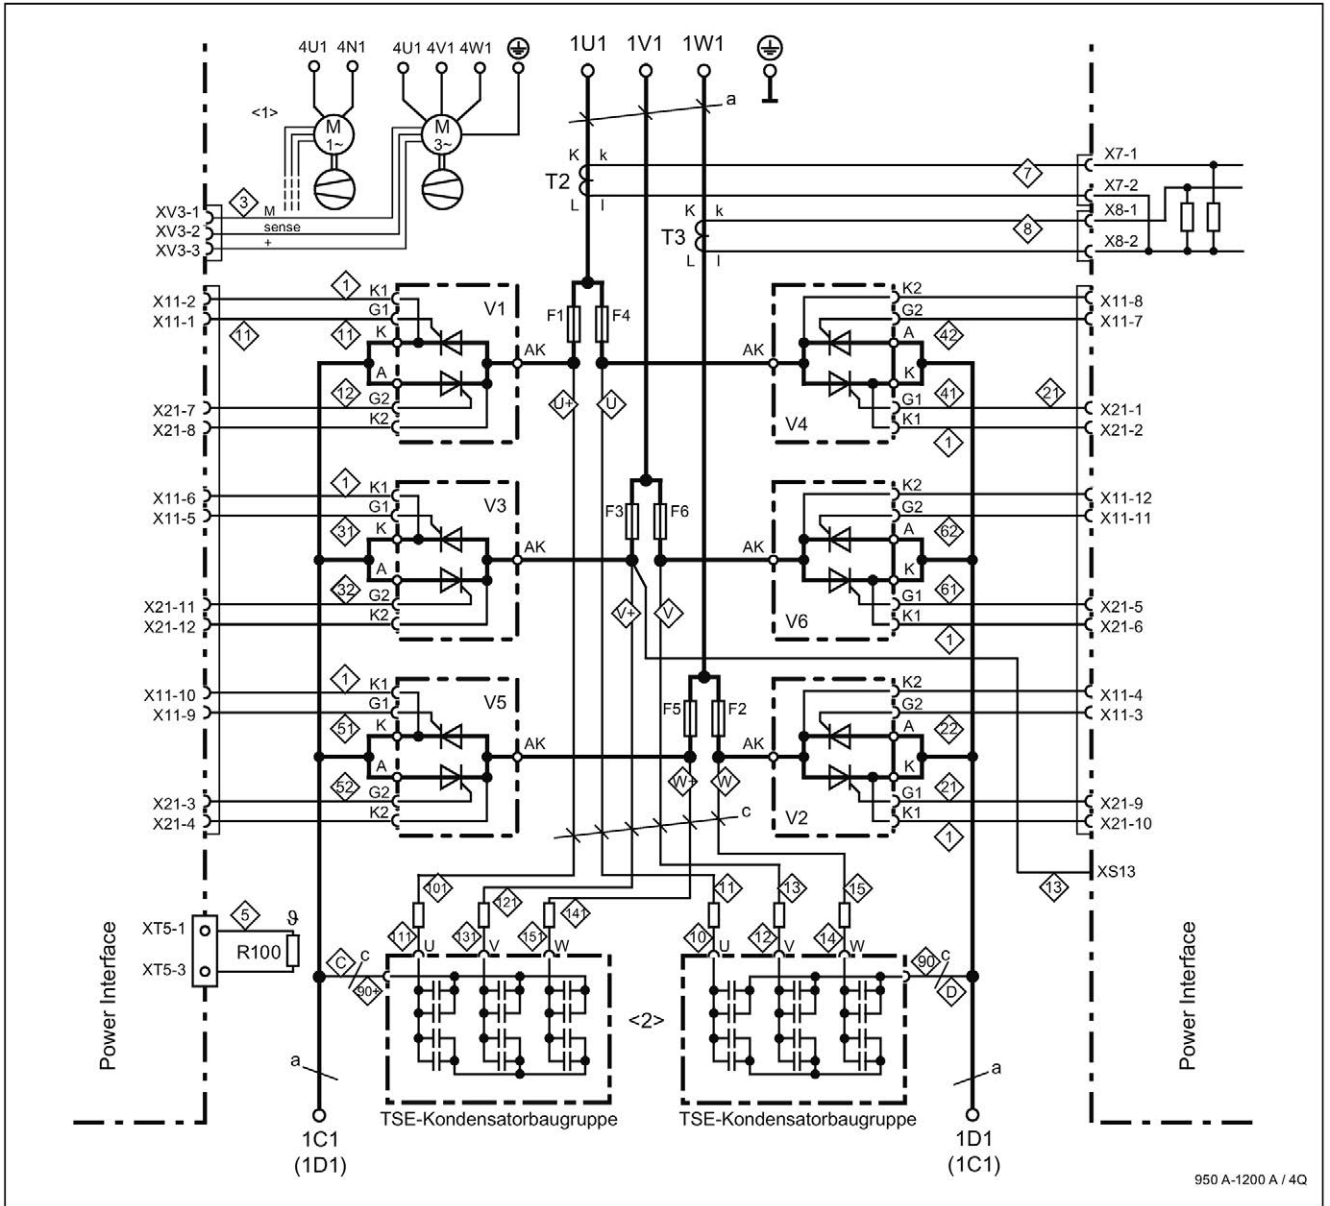 4U1 4N1 4U1 4V1 4W1 1U1 1V1 1W1
a
<1>
M
1~
M
3~
K k
T2
L l
K k
T3
L l
7
8
X7-1
X7-2
X8-1
X8-2
XV3-1
XV3-2
XV3-3
3
M
sense
+
X11-2
X11-1
11
X21-7
X21-8
1
11
12
K1
G1
K
A
G2
K2
V1
AK
F1
F4
U+
U
AK
V4
K2
G2
A
K
G1
K1
42
41
1
21
X11-8
X11-7
X21-1
X21-2
X11-6
X11-5
X21-11
X21-12
1
31
32
K1
G1
K
A
G2
K2
V3
AK
F3
F6
V+
V
AK
V6
K2
G2
A
K
G1
K1
62
61
1
X11-12
X11-11
X21-5
X21-6
X11-10
X11-9
X21-3
X21-4
1
51
52
K1
G1
K
A
G2
K2
V5
AK
F5
F2
W+
W
AK
V2
K2
G2
A
K
G1
K1
22
21
1
X11-4
X11-3
X21-9
X21-10
c
XS13
13
101
121
141
11
13
15
111
131
151
10
12
14
U V W
U V W
XT5-1
XT5-3
5
ϑ
R100
C
c
90+
90
c
D
<2>
Power Interface
Power Interface
a
a
TSE-Kondensatorbaugruppe
TSE-Kondensatorbaugruppe
1C1
(1D1)
1D1
(1C1)
950 A-1200 A / 4Q